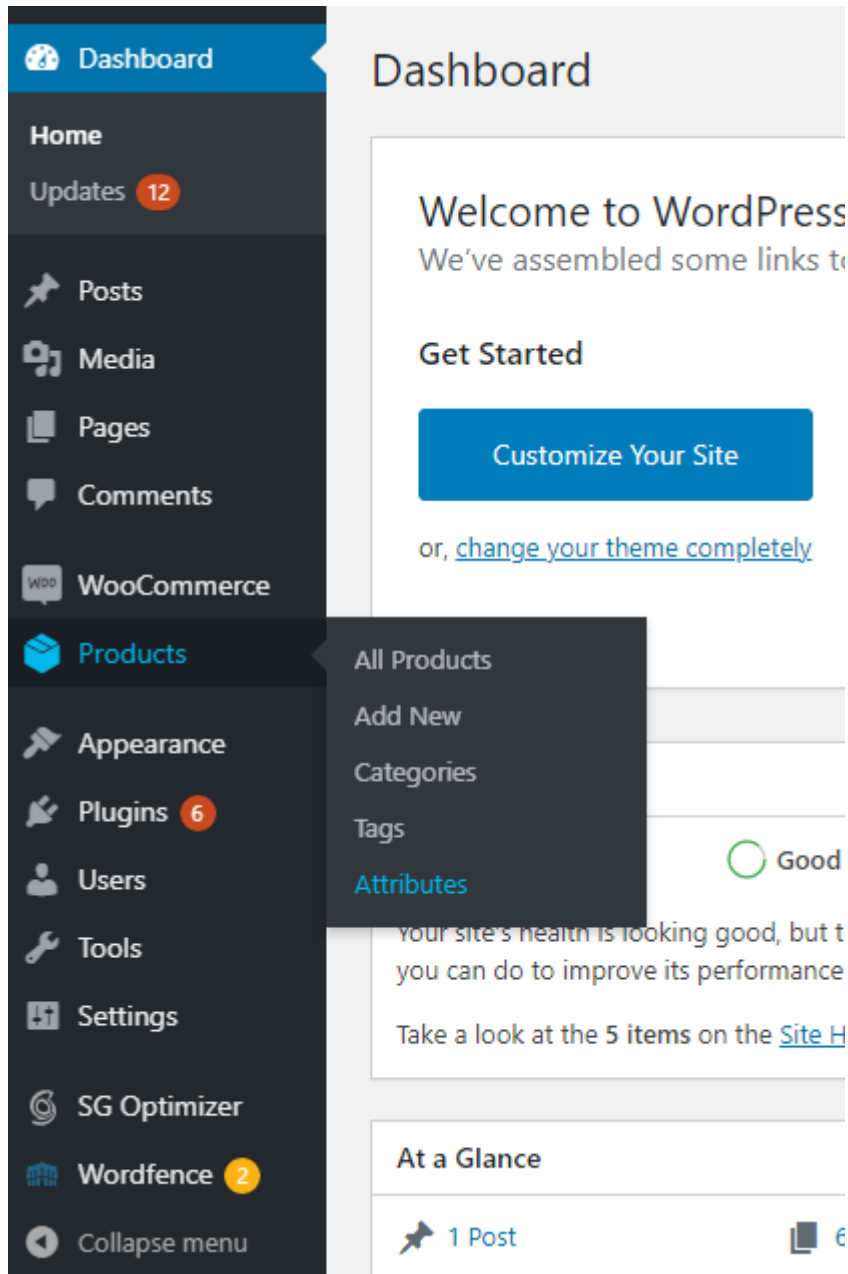 Dashboard
Home
Updates 12
Posts
Media
Pages
Comments
Woo WooCommerce
Products
Appearance
Plugins 6
Users
Tools
Settings
SG Optimizer
Wordfence 2
Collapse menu
All Products
Add New
Categories
Tags
Attributes
Dashboard
Welcome to WordPress
We've assembled some links to
Get Started
Customize Your Site
or, change your theme completely
Good
Your site's health is looking good, but t
you can do to improve its performance
Take a look at the 5 items on the Site H
At a Glance
1 Post
6